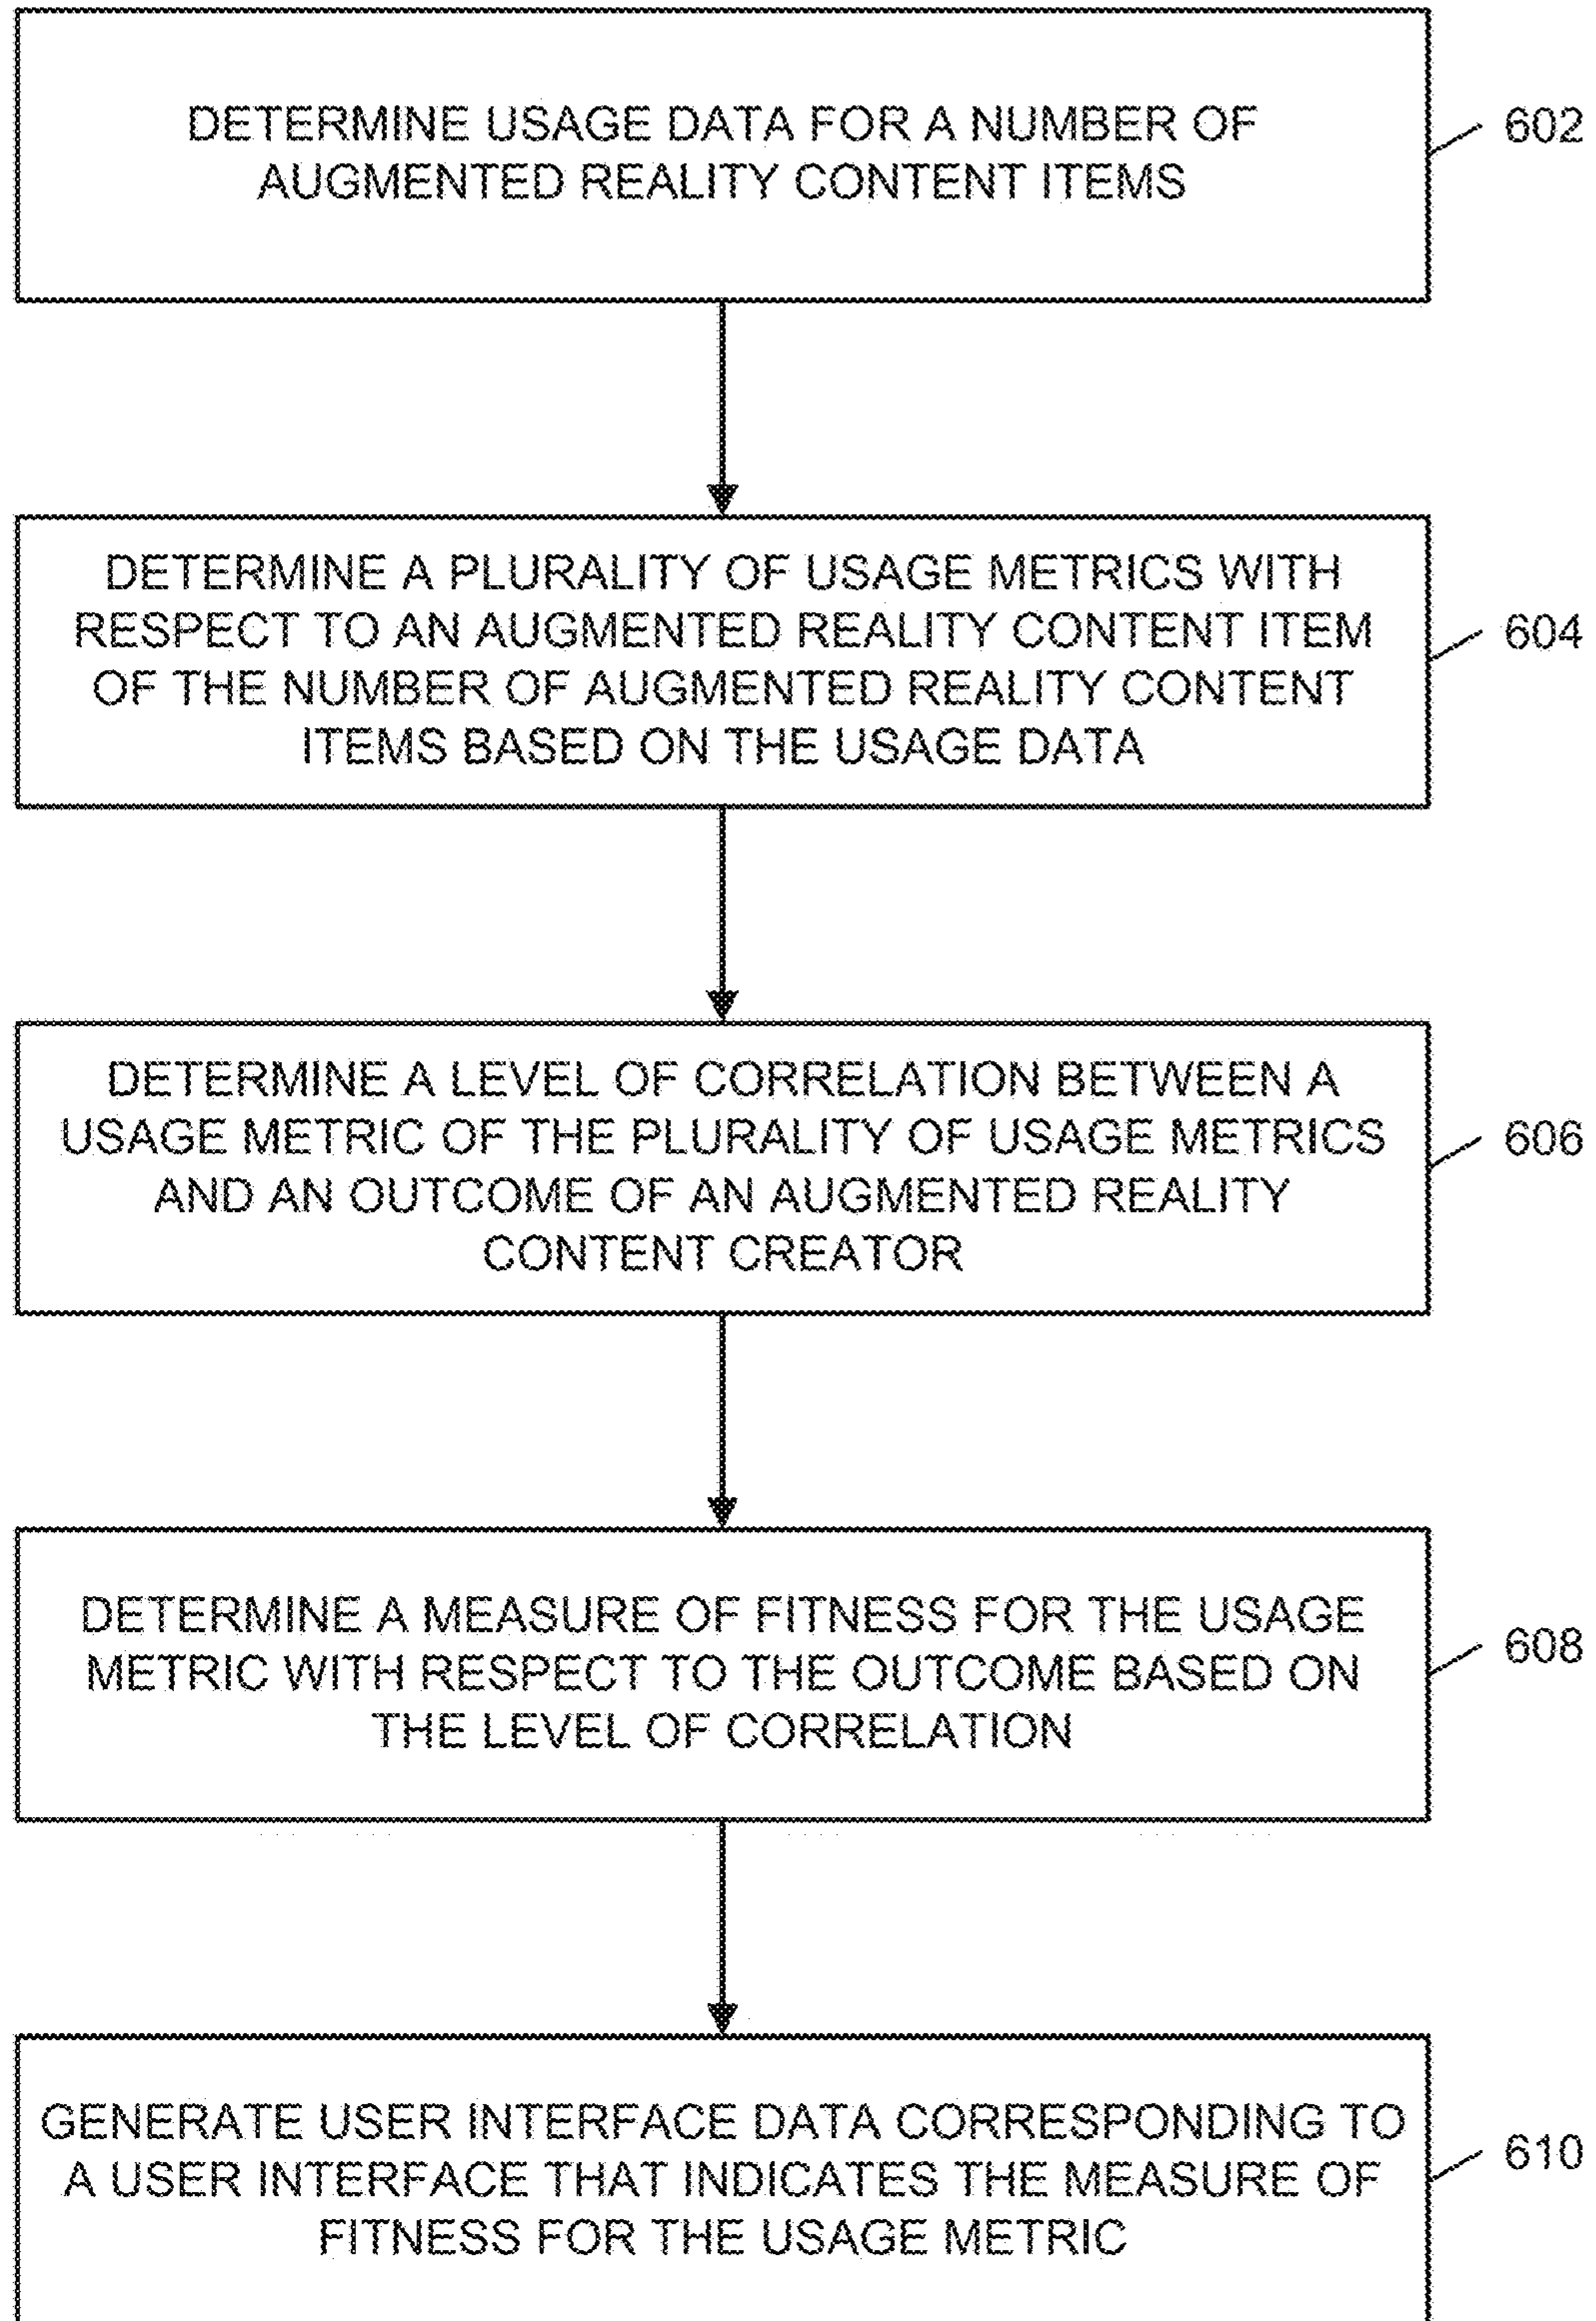 DETERMINE USAGE DATA FOR A NUMBER OF
AUGMENTED REALITY CONTENT ITEMS
602
DETERMINE A PLURALITY OF USAGE METRICS WITH
RESPECT TO AN AUGMENTED REALITY CONTENT ITEM
OF THE NUMBER OF AUGMENTED REALITY CONTENT
ITEMS BASED ON THE USAGE DATA
604
DETERMINE A LEVEL OF CORRELATION BETWEEN A
USAGE METRIC OF THE PLURALITY OF USAGE METRICS
AND AN OUTCOME OF AN AUGMENTED REALITY
CONTENT CREATOR
606
DETERMINE A MEASURE OF FITNESS FOR THE USAGE
METRIC WITH RESPECT TO THE OUTCOME BASED ON
THE LEVEL OF CORRELATION
608
GENERATE USER INTERFACE DATA CORRESPONDING TO
A USER INTERFACE THAT INDICATES THE MEASURE OF
FITNESS FOR THE USAGE METRIC
610